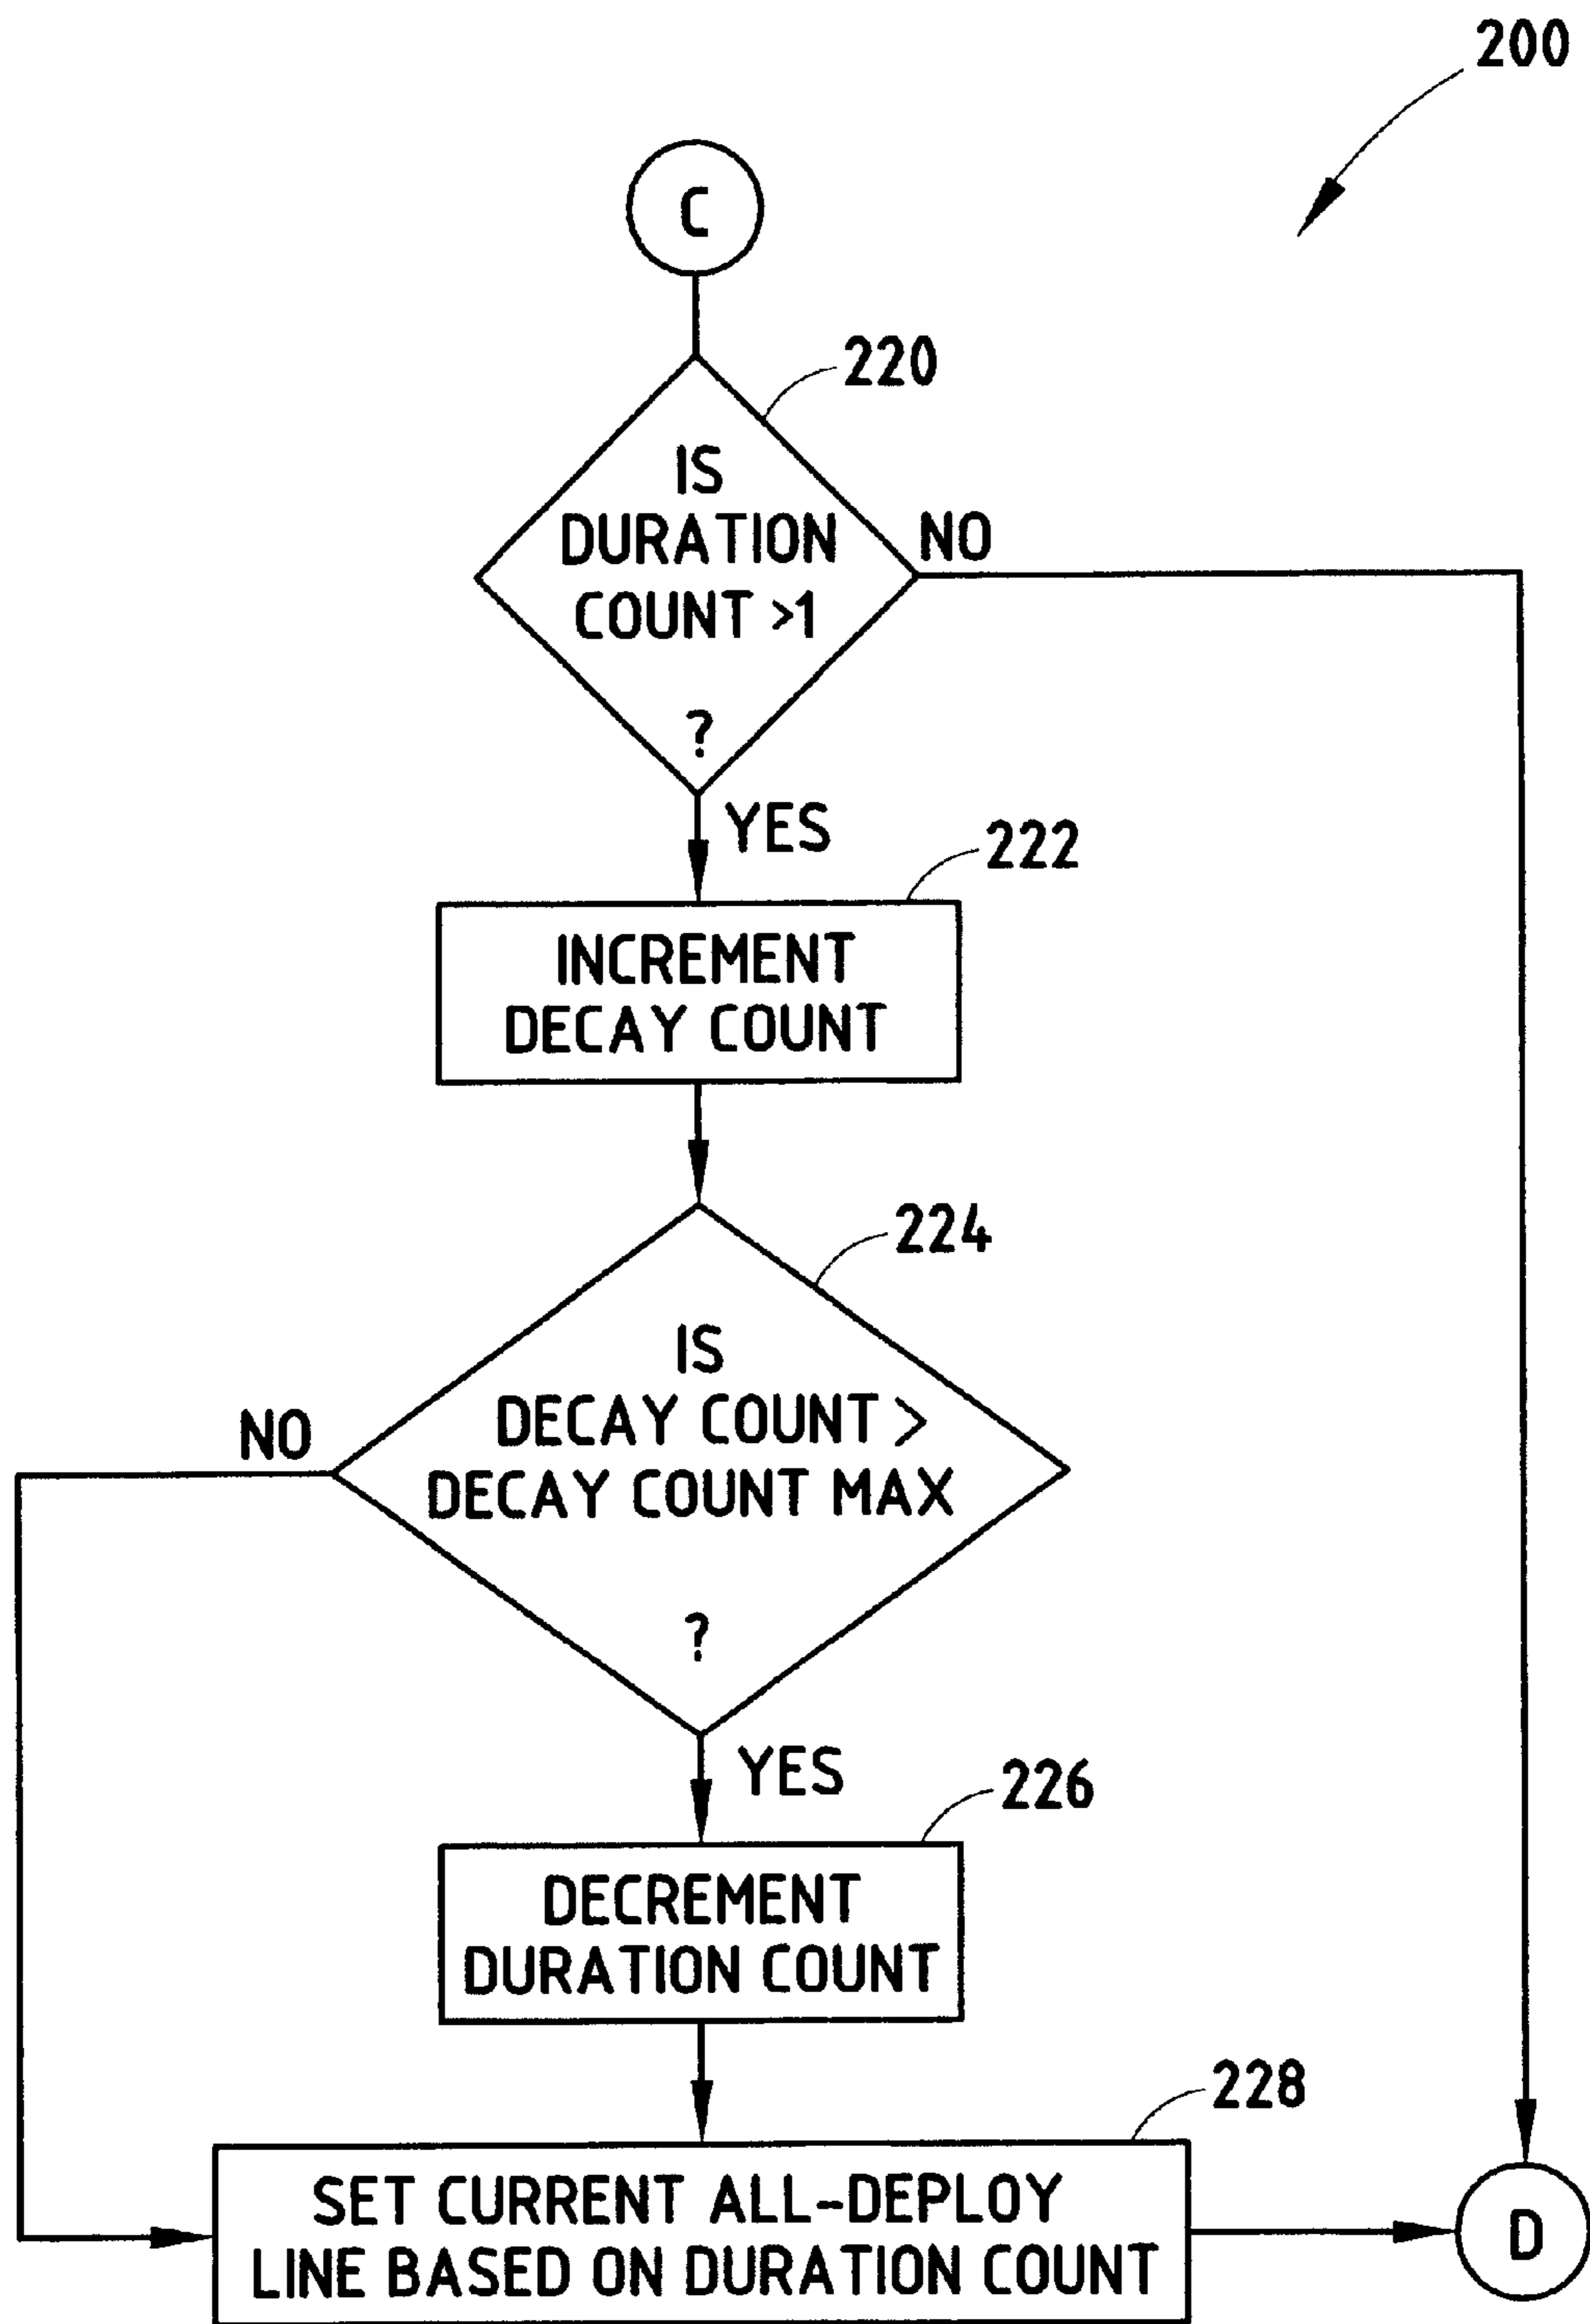 200
C
220
IS
DURATION
COUNT >1
?
NO
YES
222
INCREMENT
DECAY COUNT
224
IS
DECAY COUNT >
DECAY COUNT MAX
?
NO
YES
226
DECREMENT
DURATION COUNT
228
SET CURRENT ALL-DEPLOY
LINE BASED ON DURATION COUNT
D